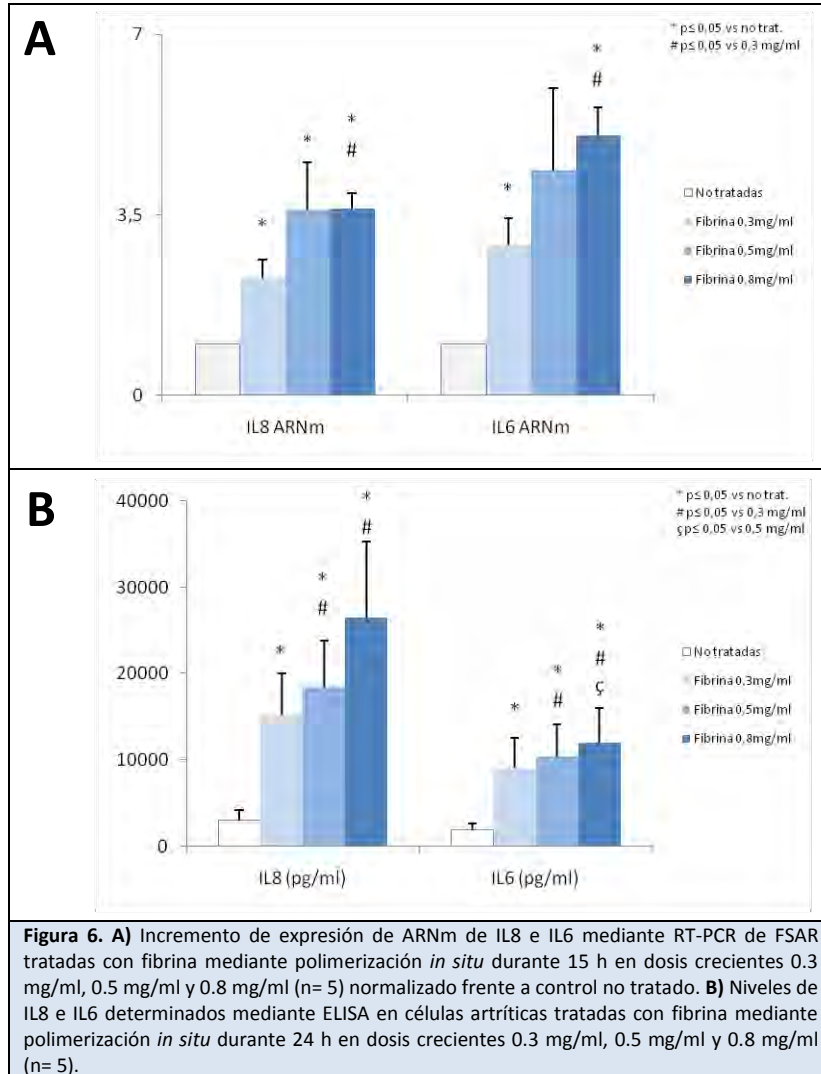 A
7
3,5
0
* p≤ 0,05 vs no trat.
# p≤ 0,05 vs 0,3 mg/ml
*
*
*
#
*
*
#
No tratadas
Fibrina 0,3mg/ml
Fibrina 0,5mg/ml
Fibrina 0,8mg/ml
IL8 ARNm
IL6 ARNm
B
40000
30000
20000
10000
0
* p≤ 0,05 vs no trat.
# p≤ 0,05 vs 0,3 mg/ml
ç p≤ 0,05 vs 0,5 mg/ml
*
*
#
*
#
*
*
#
*
#
ç
No tratadas
Fibrina 0,3mg/ml
Fibrina 0,5mg/ml
Fibrina 0,8mg/ml
IL8 (pg/ml)
IL6 (pg/ml)
Figura 6. A) Incremento de expresión de ARNm de IL8 e IL6 mediante RT-PCR de FSAR
tratadas con fibrina mediante polimerización in situ durante 15 h en dosis crecientes 0.3
mg/ml, 0.5 mg/ml y 0.8 mg/ml (n= 5) normalizado frente a control no tratado. B) Niveles de
IL8 e IL6 determinados mediante ELISA en células artríticas tratadas con fibrina mediante
polimerización in situ durante 24 h en dosis crecientes 0.3 mg/ml, 0.5 mg/ml y 0.8 mg/ml
(n= 5).